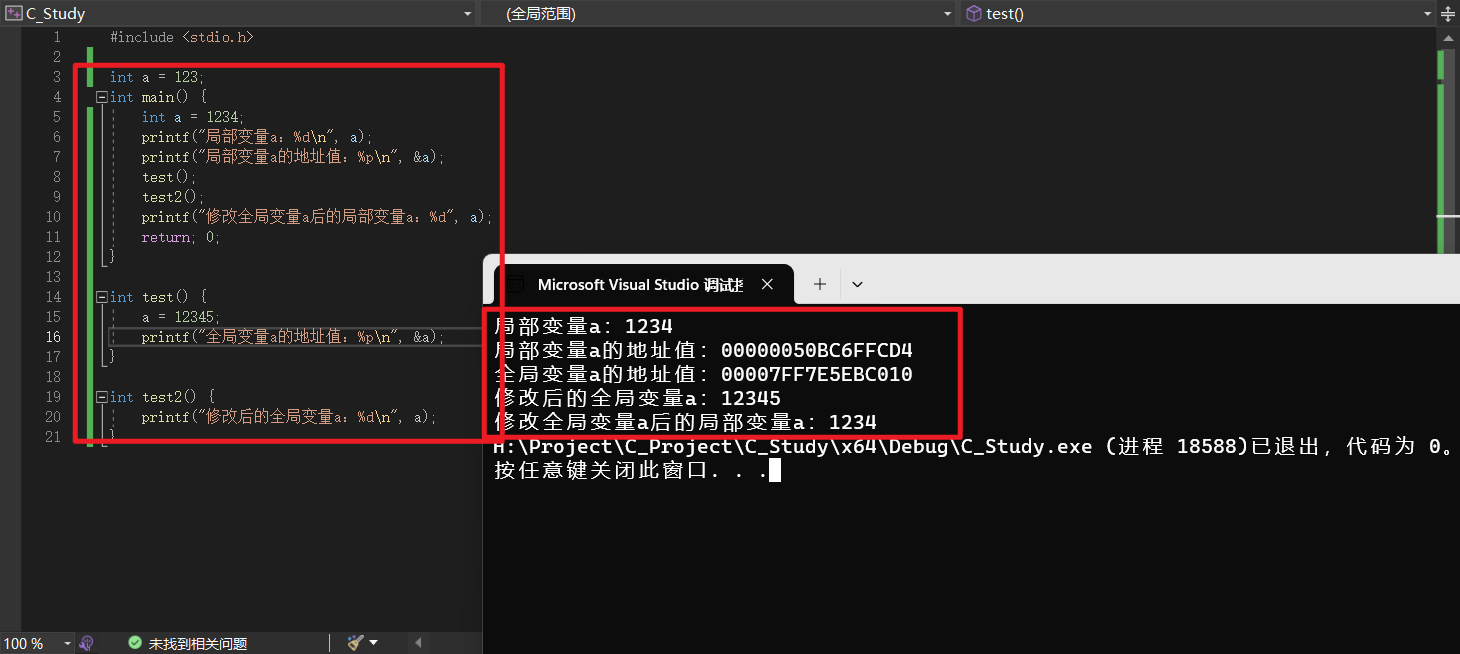 C_Study (全局范围) test()
1 #include <stdio.h>
2
3 int a = 123;
4 int main() {
5 int a = 1234;
6 printf("局部变量a：%d\n", a);
7 printf("局部变量a的地址值：%p\n", &a);
8 test();
9 test2();
10 printf("修改全局变量a后的局部变量a：%d", a);
11 return; 0;
12 }
13
14 int test() {
15 a = 12345;
16 printf("全局变量a的地址值：%p\n", &a);
17 }
18
19 int test2() {
20 printf("修改后的全局变量a：%d\n", a);
21 }
Microsoft Visual Studio 调试控
局部变量a：1234
局部变量a的地址值：00000050BC6FFCD4
全局变量a的地址值：00007FF7E5EBC010
修改后的全局变量a：12345
修改全局变量a后的局部变量a：1234
H:\Project\C_Project\C_Study\x64\Debug\C_Study.exe (进程 18588)已退出，代码为 0。
按任意键关闭此窗口. . .
100 % 未找到相关问题